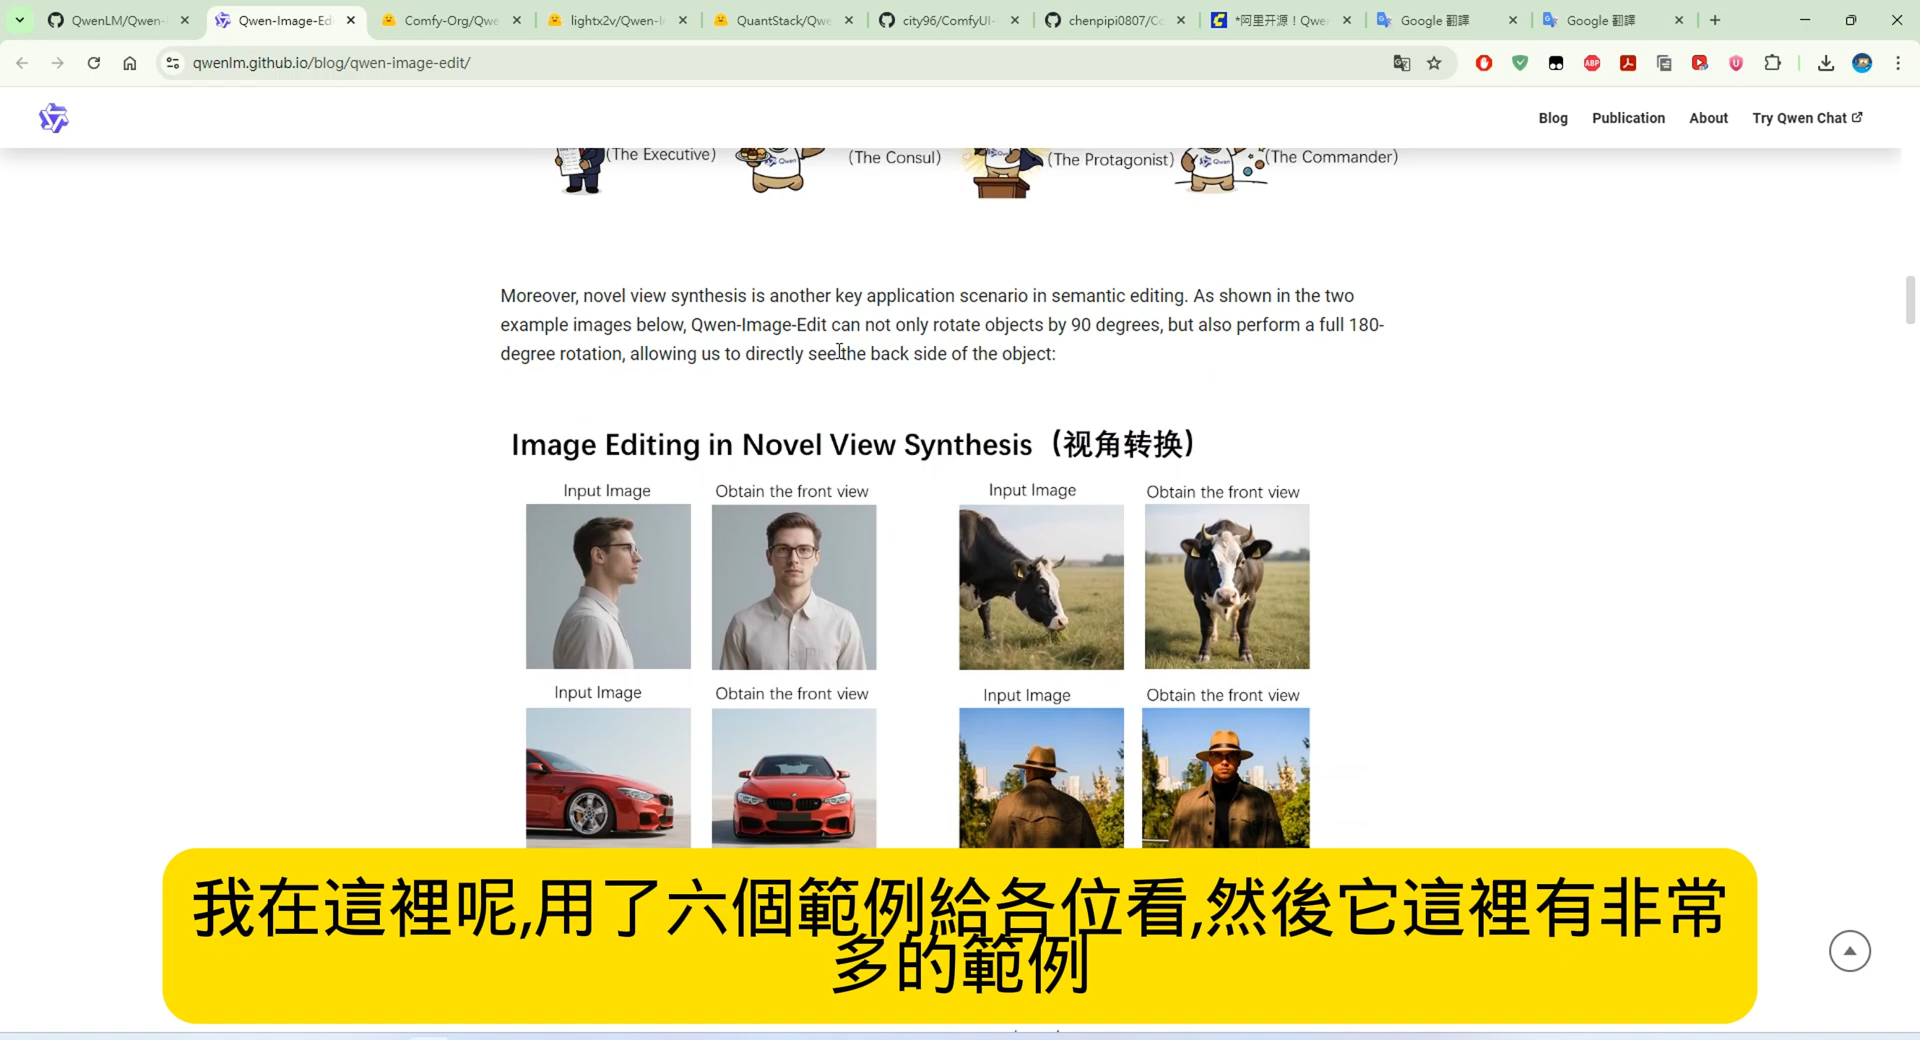 QwenLM/Qwen-
Qwen-Image-Ed
Comfy-Org/Qwe
lightx2v/Qwen-I
QuantStack/Qwe
city96/ComfyUI-
chenpipi0807/Co
*阿里开源！Qwe
Google 翻譯
Google 翻譯
qwenlm.github.io/blog/qwen-image-edit/
ABP
Blog
Publication
About
Try Qwen Chat
(The Executive)
(The Consul)
(The Protagonist)
(The Commander)
Qwen
Moreover, novel view synthesis is another key application scenario in semantic editing. As shown in the two
example images below, Qwen-Image-Edit can not only rotate objects by 90 degrees, but also perform a full 180-
degree rotation, allowing us to directly see the back side of the object:
Image Editing in Novel View Synthesis（视角转换）
Input Image
Obtain the front view
Input Image
Obtain the front view
Input Image
Obtain the front view
Input Image
Obtain the front view
我在這裡呢,用了六個範例給各位看,然後它這裡有非常
多的範例